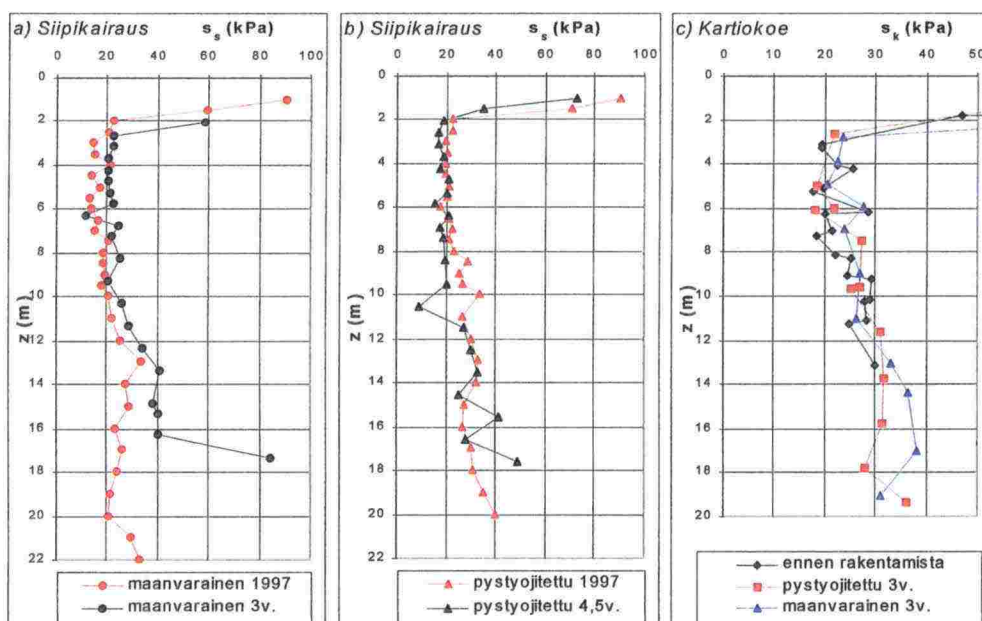 a) Siipikairaus s_s (kPa)
0 20 40 60 80 100
0
2
4
6
8
10
12
14
16
18
20
22
z (m)
maanvarainen 1997
maanvarainen 3v.
b) Siipikairaus s_s (kPa)
0 20 40 60 80 100
0
2
4
6
8
10
12
14
16
18
20
22
z (m)
pystyojitettu 1997
pystyojitettu 4,5v.
c) Kartiokoe s_k (kPa)
10 20 30 40 50
0
2
4
6
8
10
12
14
16
18
20
z (m)
ennen rakentamista
pystyojitettu 3v.
maanvarainen 3v.